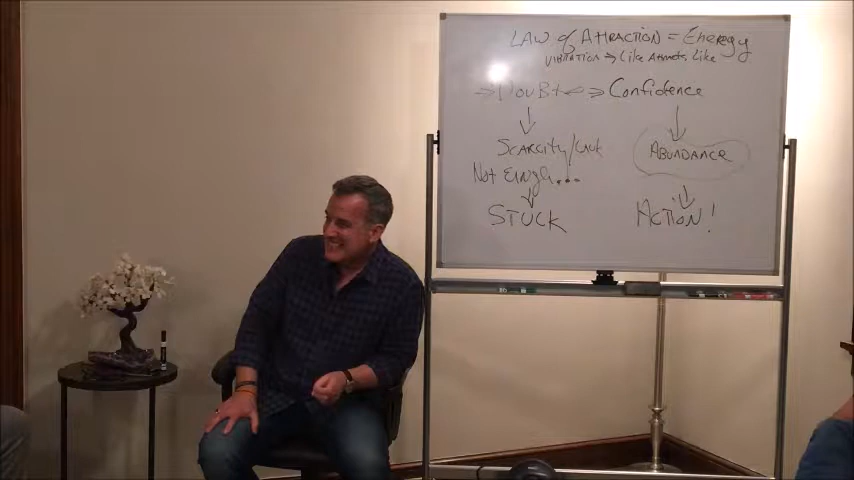 LAW of ATTRACTION = Energy
VIBRATION => Like Attracts Like
=> DOUBT <= => Confidence
↓ ↓
SCARCITY/LACK ABUNDANCE
Not Enough... ↓
↓
STUCK ACTION!